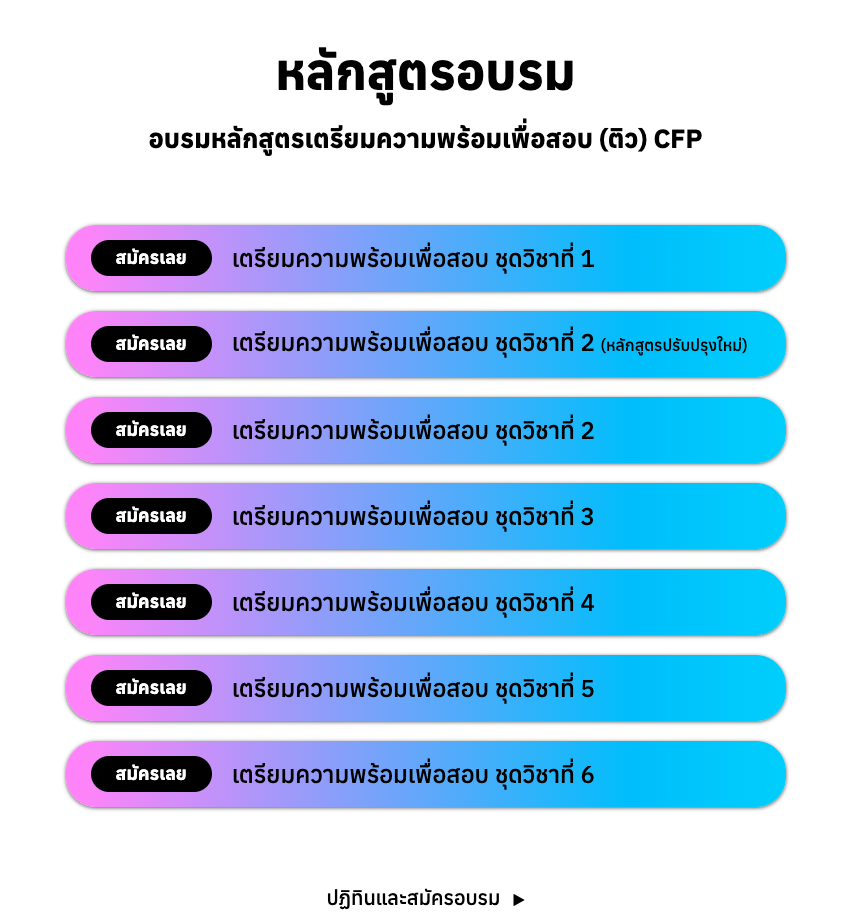 หลักสูตรอบรม
อบรมหลักสูตรเตรียมความพร้อมเพื่อสอบ (ติว) CFP
สมัครเลย เตรียมความพร้อมเพื่อสอบ ชุดวิชาที่ 1
สมัครเลย เตรียมความพร้อมเพื่อสอบ ชุดวิชาที่ 2 (หลักสูตรปรับปรุงใหม่)
สมัครเลย เตรียมความพร้อมเพื่อสอบ ชุดวิชาที่ 2
สมัครเลย เตรียมความพร้อมเพื่อสอบ ชุดวิชาที่ 3
สมัครเลย เตรียมความพร้อมเพื่อสอบ ชุดวิชาที่ 4
สมัครเลย เตรียมความพร้อมเพื่อสอบ ชุดวิชาที่ 5
สมัครเลย เตรียมความพร้อมเพื่อสอบ ชุดวิชาที่ 6
ปฏิทินและสมัครอบรม ▶